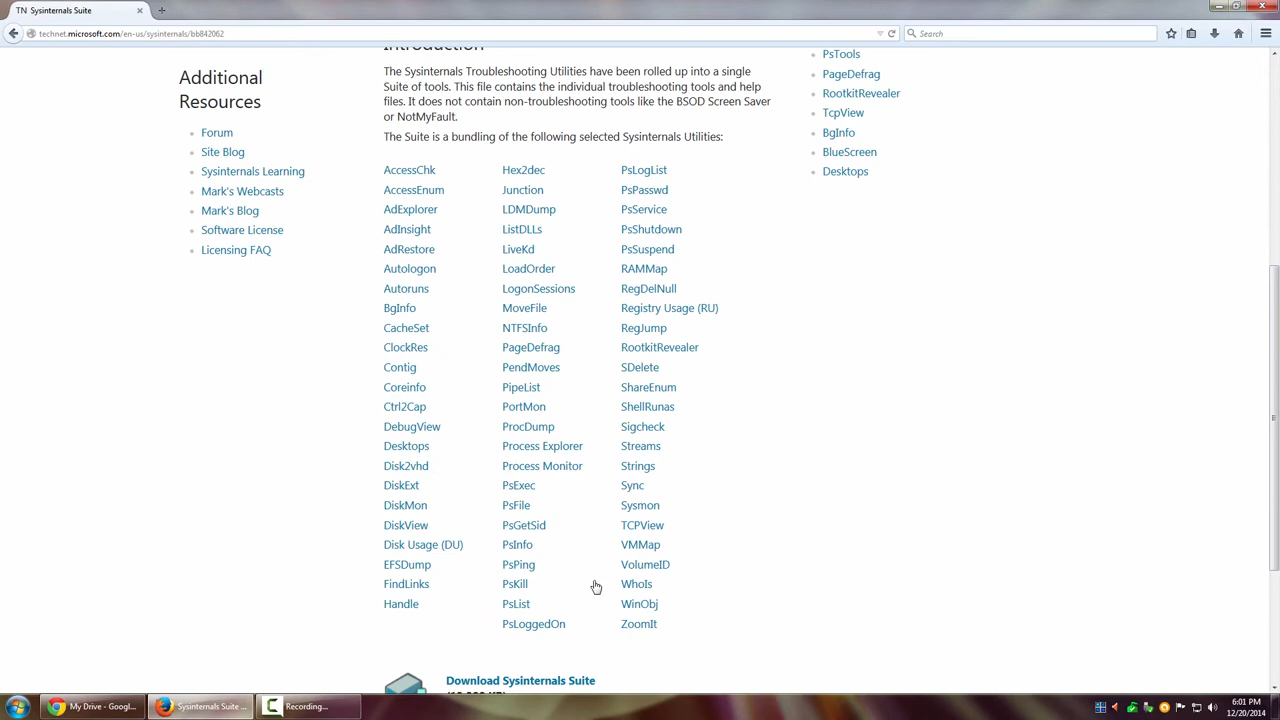 TN Sysinternals Suite
technet.microsoft.com/en-us/sysinternals/bb842062
Search
Additional
Resources
Forum
Site Blog
Sysinternals Learning
Mark's Webcasts
Mark's Blog
Software License
Licensing FAQ
Introduction
The Sysinternals Troubleshooting Utilities have been rolled up into a single
Suite of tools. This file contains the individual troubleshooting tools and help
files. It does not contain non-troubleshooting tools like the BSOD Screen Saver
or NotMyFault.
The Suite is a bundling of the following selected Sysinternals Utilities:
AccessChk
AccessEnum
AdExplorer
AdInsight
AdRestore
Autologon
Autoruns
BgInfo
CacheSet
ClockRes
Contig
Coreinfo
Ctrl2Cap
DebugView
Desktops
Disk2vhd
DiskExt
DiskMon
DiskView
Disk Usage (DU)
EFSDump
FindLinks
Handle
Hex2dec
Junction
LDMDump
ListDLLs
LiveKd
LoadOrder
LogonSessions
MoveFile
NTFSInfo
PageDefrag
PendMoves
PipeList
PortMon
ProcDump
Process Explorer
Process Monitor
PsExec
PsFile
PsGetSid
PsInfo
PsPing
PsKill
PsList
PsLoggedOn
PsLogList
PsPasswd
PsService
PsShutdown
PsSuspend
RAMMap
RegDelNull
Registry Usage (RU)
RegJump
RootkitRevealer
SDelete
ShareEnum
ShellRunas
Sigcheck
Streams
Strings
Sync
Sysmon
TCPView
VMMap
VolumeID
WhoIs
WinObj
ZoomIt
Download Sysinternals Suite
PsTools
PageDefrag
RootkitRevealer
TcpView
BgInfo
BlueScreen
Desktops
My Drive - Googl...
Sysinternals Suite ...
Recording...
6:01 PM
12/20/2014